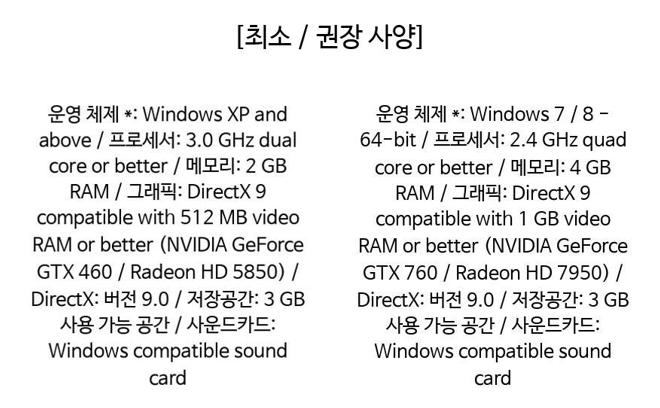 [최소 / 권장 사양]
운영 체제 *: Windows XP and
above / 프로세서: 3.0 GHz dual
core or better / 메모리: 2 GB
RAM / 그래픽: DirectX 9
compatible with 512 MB video
RAM or better (NVIDIA GeForce
GTX 460 / Radeon HD 5850) /
DirectX: 버전 9.0 / 저장공간: 3 GB
사용 가능 공간 / 사운드카드:
Windows compatible sound
card
운영 체제 *: Windows 7 / 8 -
64-bit / 프로세서: 2.4 GHz quad
core or better / 메모리: 4 GB
RAM / 그래픽: DirectX 9
compatible with 1 GB video
RAM or better (NVIDIA GeForce
GTX 760 / Radeon HD 7950) /
DirectX: 버전 9.0 / 저장공간: 3 GB
사용 가능 공간 / 사운드카드:
Windows compatible sound
card